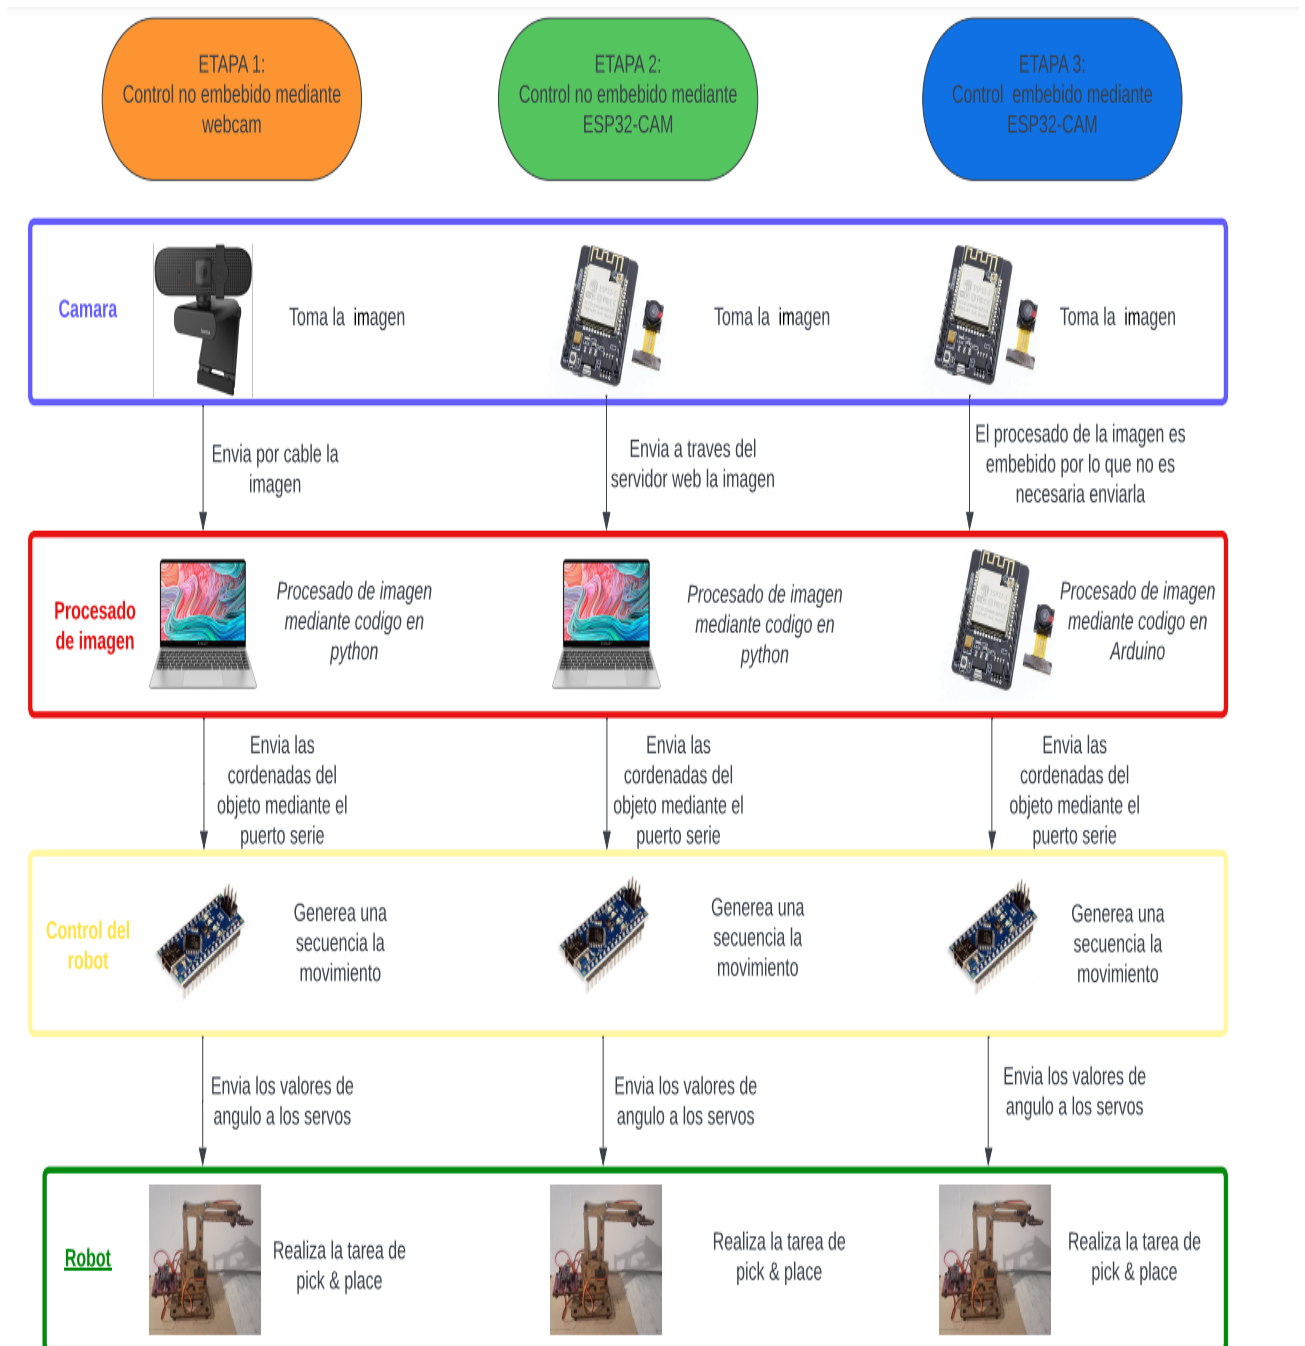 ETAPA 1:
Control no embebido mediante
webcam
ETAPA 2:
Control no embebido mediante
ESP32-CAM
ETAPA 3:
Control embebido mediante
ESP32-CAM
Camara
Toma la imagen
Toma la imagen
Toma la imagen
Envia por cable la
imagen
Envia a traves del
servidor web la imagen
El procesado de la imagen es
embebido por lo que no es
necesaria enviarla
Procesado
de imagen
Procesado de imagen
mediante codigo en
python
Procesado de imagen
mediante codigo en
python
Procesado de imagen
mediante codigo en
Arduino
Envia las
cordenadas del
objeto mediante el
puerto serie
Envia las
cordenadas del
objeto mediante el
puerto serie
Envia las
cordenadas del
objeto mediante el
puerto serie
Control del
robot
Generea una
secuencia la
movimiento
Generea una
secuencia la
movimiento
Generea una
secuencia la
movimiento
Envia los valores de
angulo a los servos
Envia los valores de
angulo a los servos
Envia los valores de
angulo a los servos
Robot
Realiza la tarea de
pick & place
Realiza la tarea de
pick & place
Realiza la tarea de
pick & place